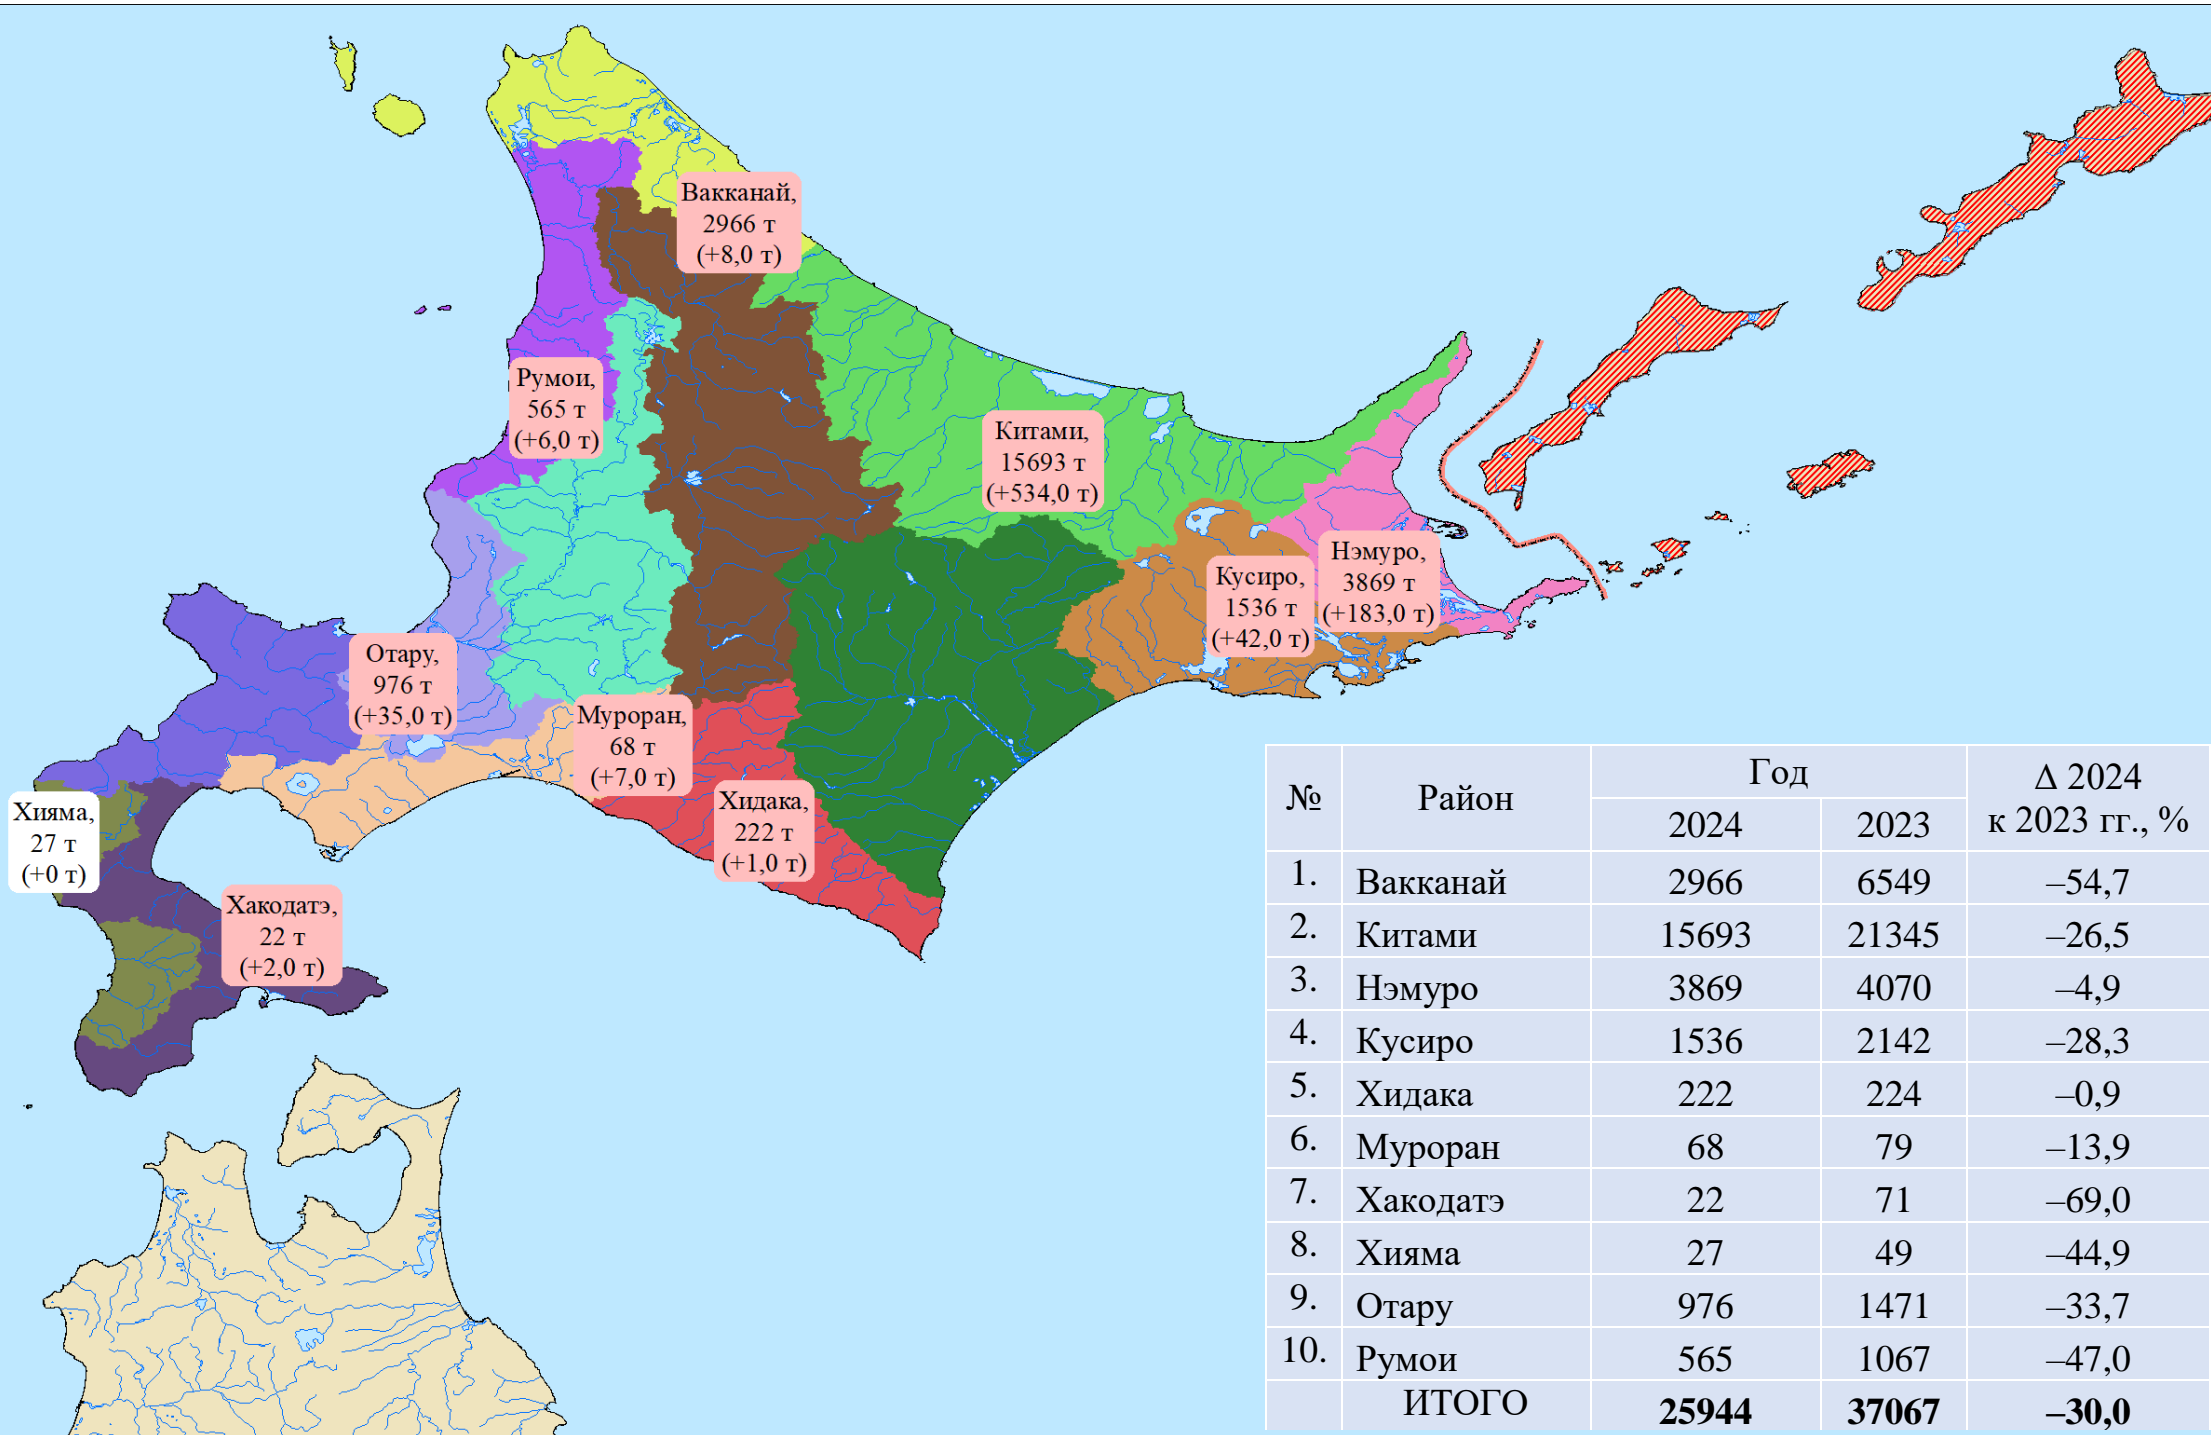 Вакканай,
2966 т
(+8,0 т)
Румои,
565 т
(+6,0 т)
Китами,
15693 т
(+534,0 т)
Нэмуро,
3869 т
(+183,0 т)
Кусиро,
1536 т
(+42,0 т)
Отару,
976 т
(+35,0 т)
Муроран,
68 т
(+7,0 т)
Хидака,
222 т
(+1,0 т)
Хияма,
27 т
(+0 т)
Хакодатэ,
22 т
(+2,0 т)
№ Район Год Δ 2024
2024 2023 к 2023 гг., %
1. Вакканай 2966 6549 –54,7
2. Китами 15693 21345 –26,5
3. Нэмуро 3869 4070 –4,9
4. Кусиро 1536 2142 –28,3
5. Хидака 222 224 –0,9
6. Муроран 68 79 –13,9
7. Хакодатэ 22 71 –69,0
8. Хияма 27 49 –44,9
9. Отару 976 1471 –33,7
10. Румои 565 1067 –47,0
ИТОГО 25944 37067 –30,0